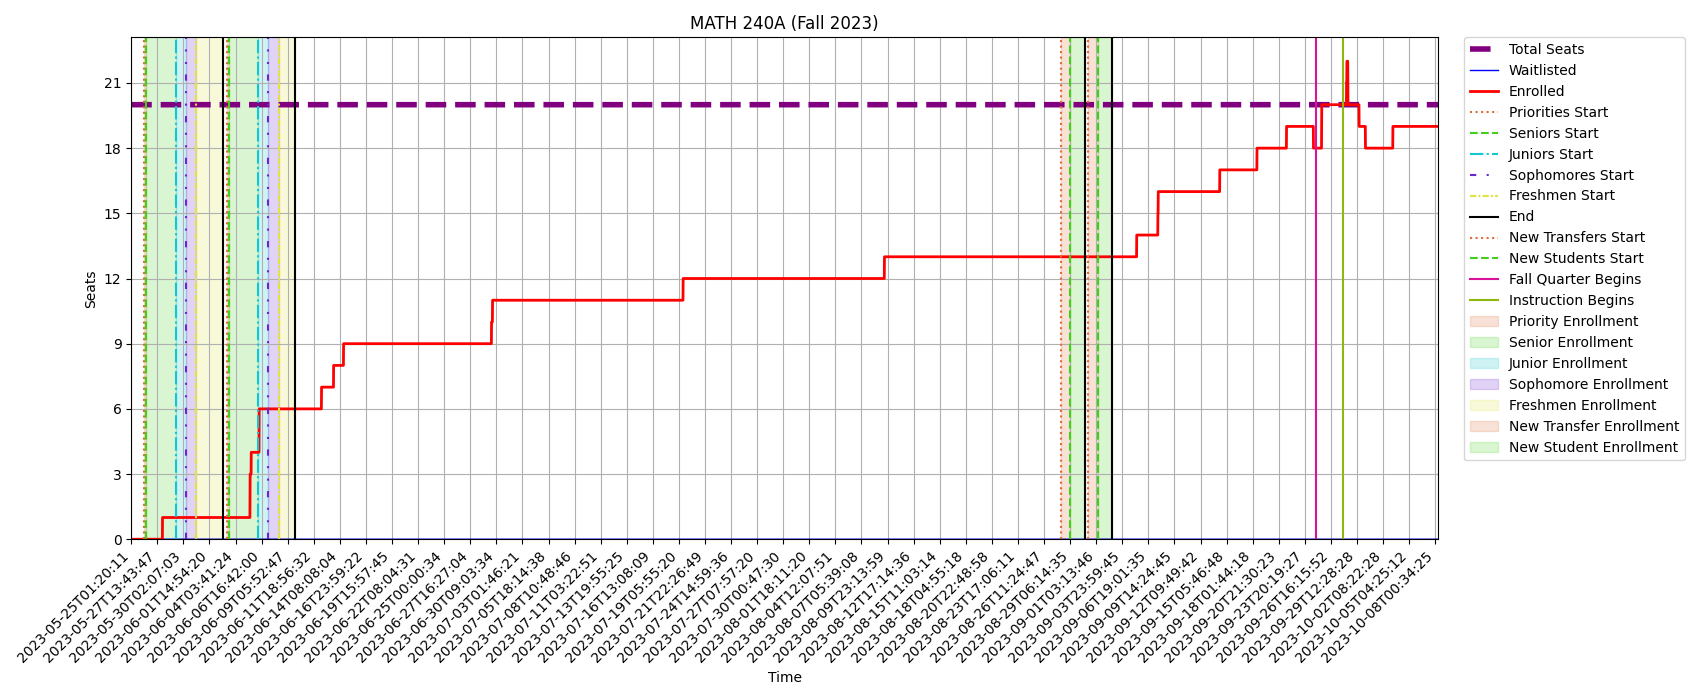 MATH 240A (Fall 2023)
Seats
21
18
15
12
9
6
3
0
2023-05-25T01:20:11
2023-05-27T13:43:47
2023-05-30T02:07:03
2023-06-01T14:54:20
2023-06-04T03:41:24
2023-06-06T16:42:00
2023-06-09T05:52:47
2023-06-11T18:56:32
2023-06-14T08:08:04
2023-06-16T23:59:22
2023-06-19T15:57:45
2023-06-22T08:04:31
2023-06-25T00:00:34
2023-06-27T16:27:04
2023-06-30T09:03:34
2023-07-03T01:46:21
2023-07-05T18:14:38
2023-07-08T10:48:46
2023-07-11T03:22:51
2023-07-13T19:55:25
2023-07-16T13:08:09
2023-07-19T05:55:20
2023-07-21T22:26:49
2023-07-24T14:59:36
2023-07-27T07:57:20
2023-07-30T00:47:30
2023-08-01T18:11:20
2023-08-04T12:07:51
2023-08-07T05:39:08
2023-08-09T23:13:59
2023-08-12T17:14:36
2023-08-15T11:03:14
2023-08-18T04:55:18
2023-08-20T22:48:58
2023-08-23T17:06:11
2023-08-26T11:24:47
2023-08-29T06:14:35
2023-09-01T03:13:46
2023-09-03T23:59:45
2023-09-06T19:01:35
2023-09-09T14:24:45
2023-09-12T09:49:42
2023-09-15T05:46:48
2023-09-18T01:44:18
2023-09-20T21:30:23
2023-09-23T20:19:27
2023-09-26T16:15:52
2023-09-29T12:28:28
2023-10-02T08:22:28
2023-10-05T04:25:12
2023-10-08T00:34:25
Time
Total Seats
Waitlisted
Enrolled
Priorities Start
Seniors Start
Juniors Start
Sophomores Start
Freshmen Start
End
New Transfers Start
New Students Start
Fall Quarter Begins
Instruction Begins
Priority Enrollment
Senior Enrollment
Junior Enrollment
Sophomore Enrollment
Freshmen Enrollment
New Transfer Enrollment
New Student Enrollment